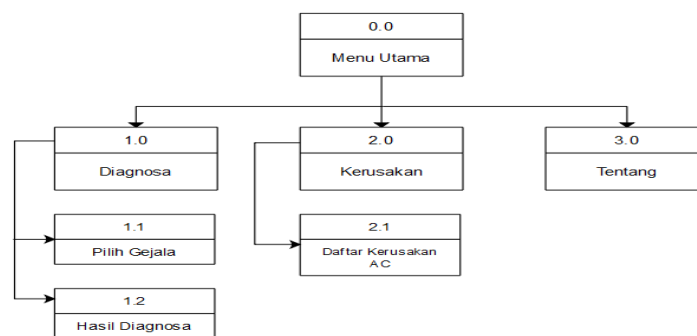 0.0
Menu Utama
1.0
Diagnosa
2.0
Kerusakan
3.0
Tentang
1.1
Pilih Gejala
2.1
Daftar Kerusakan
AC
1.2
Hasil Diagnosa